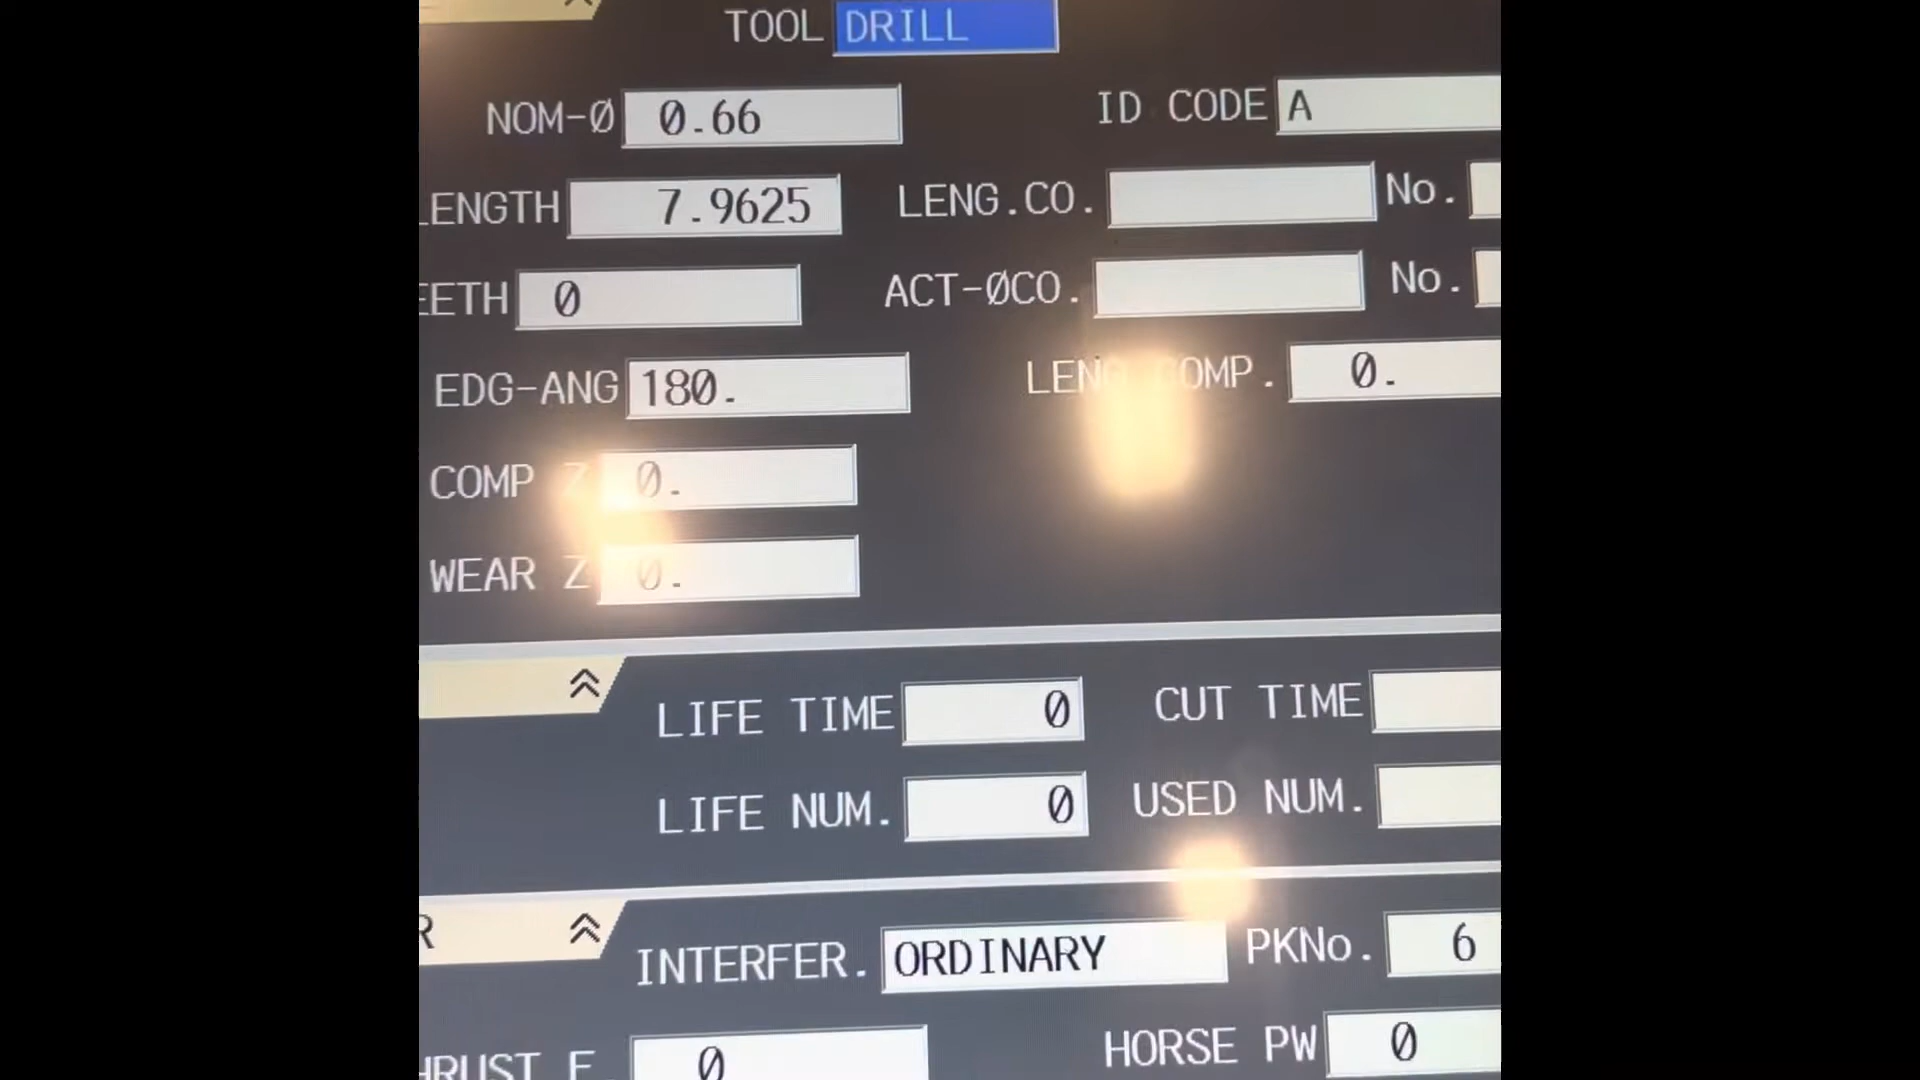 TOOL DRILL
NOM-Ø 0.66 ID CODE A
LENGTH 7.9625 LENG.CO. No.
EETH 0 ACT-ØCO. No.
EDG-ANG 180. LENG COMP. 0.
COMP Z 0.
WEAR Z 0.
LIFE TIME 0 CUT TIME
LIFE NUM. 0 USED NUM.
R INTERFER. ORDINARY PKNo. 6
HRUST F 0 HORSE PW 0